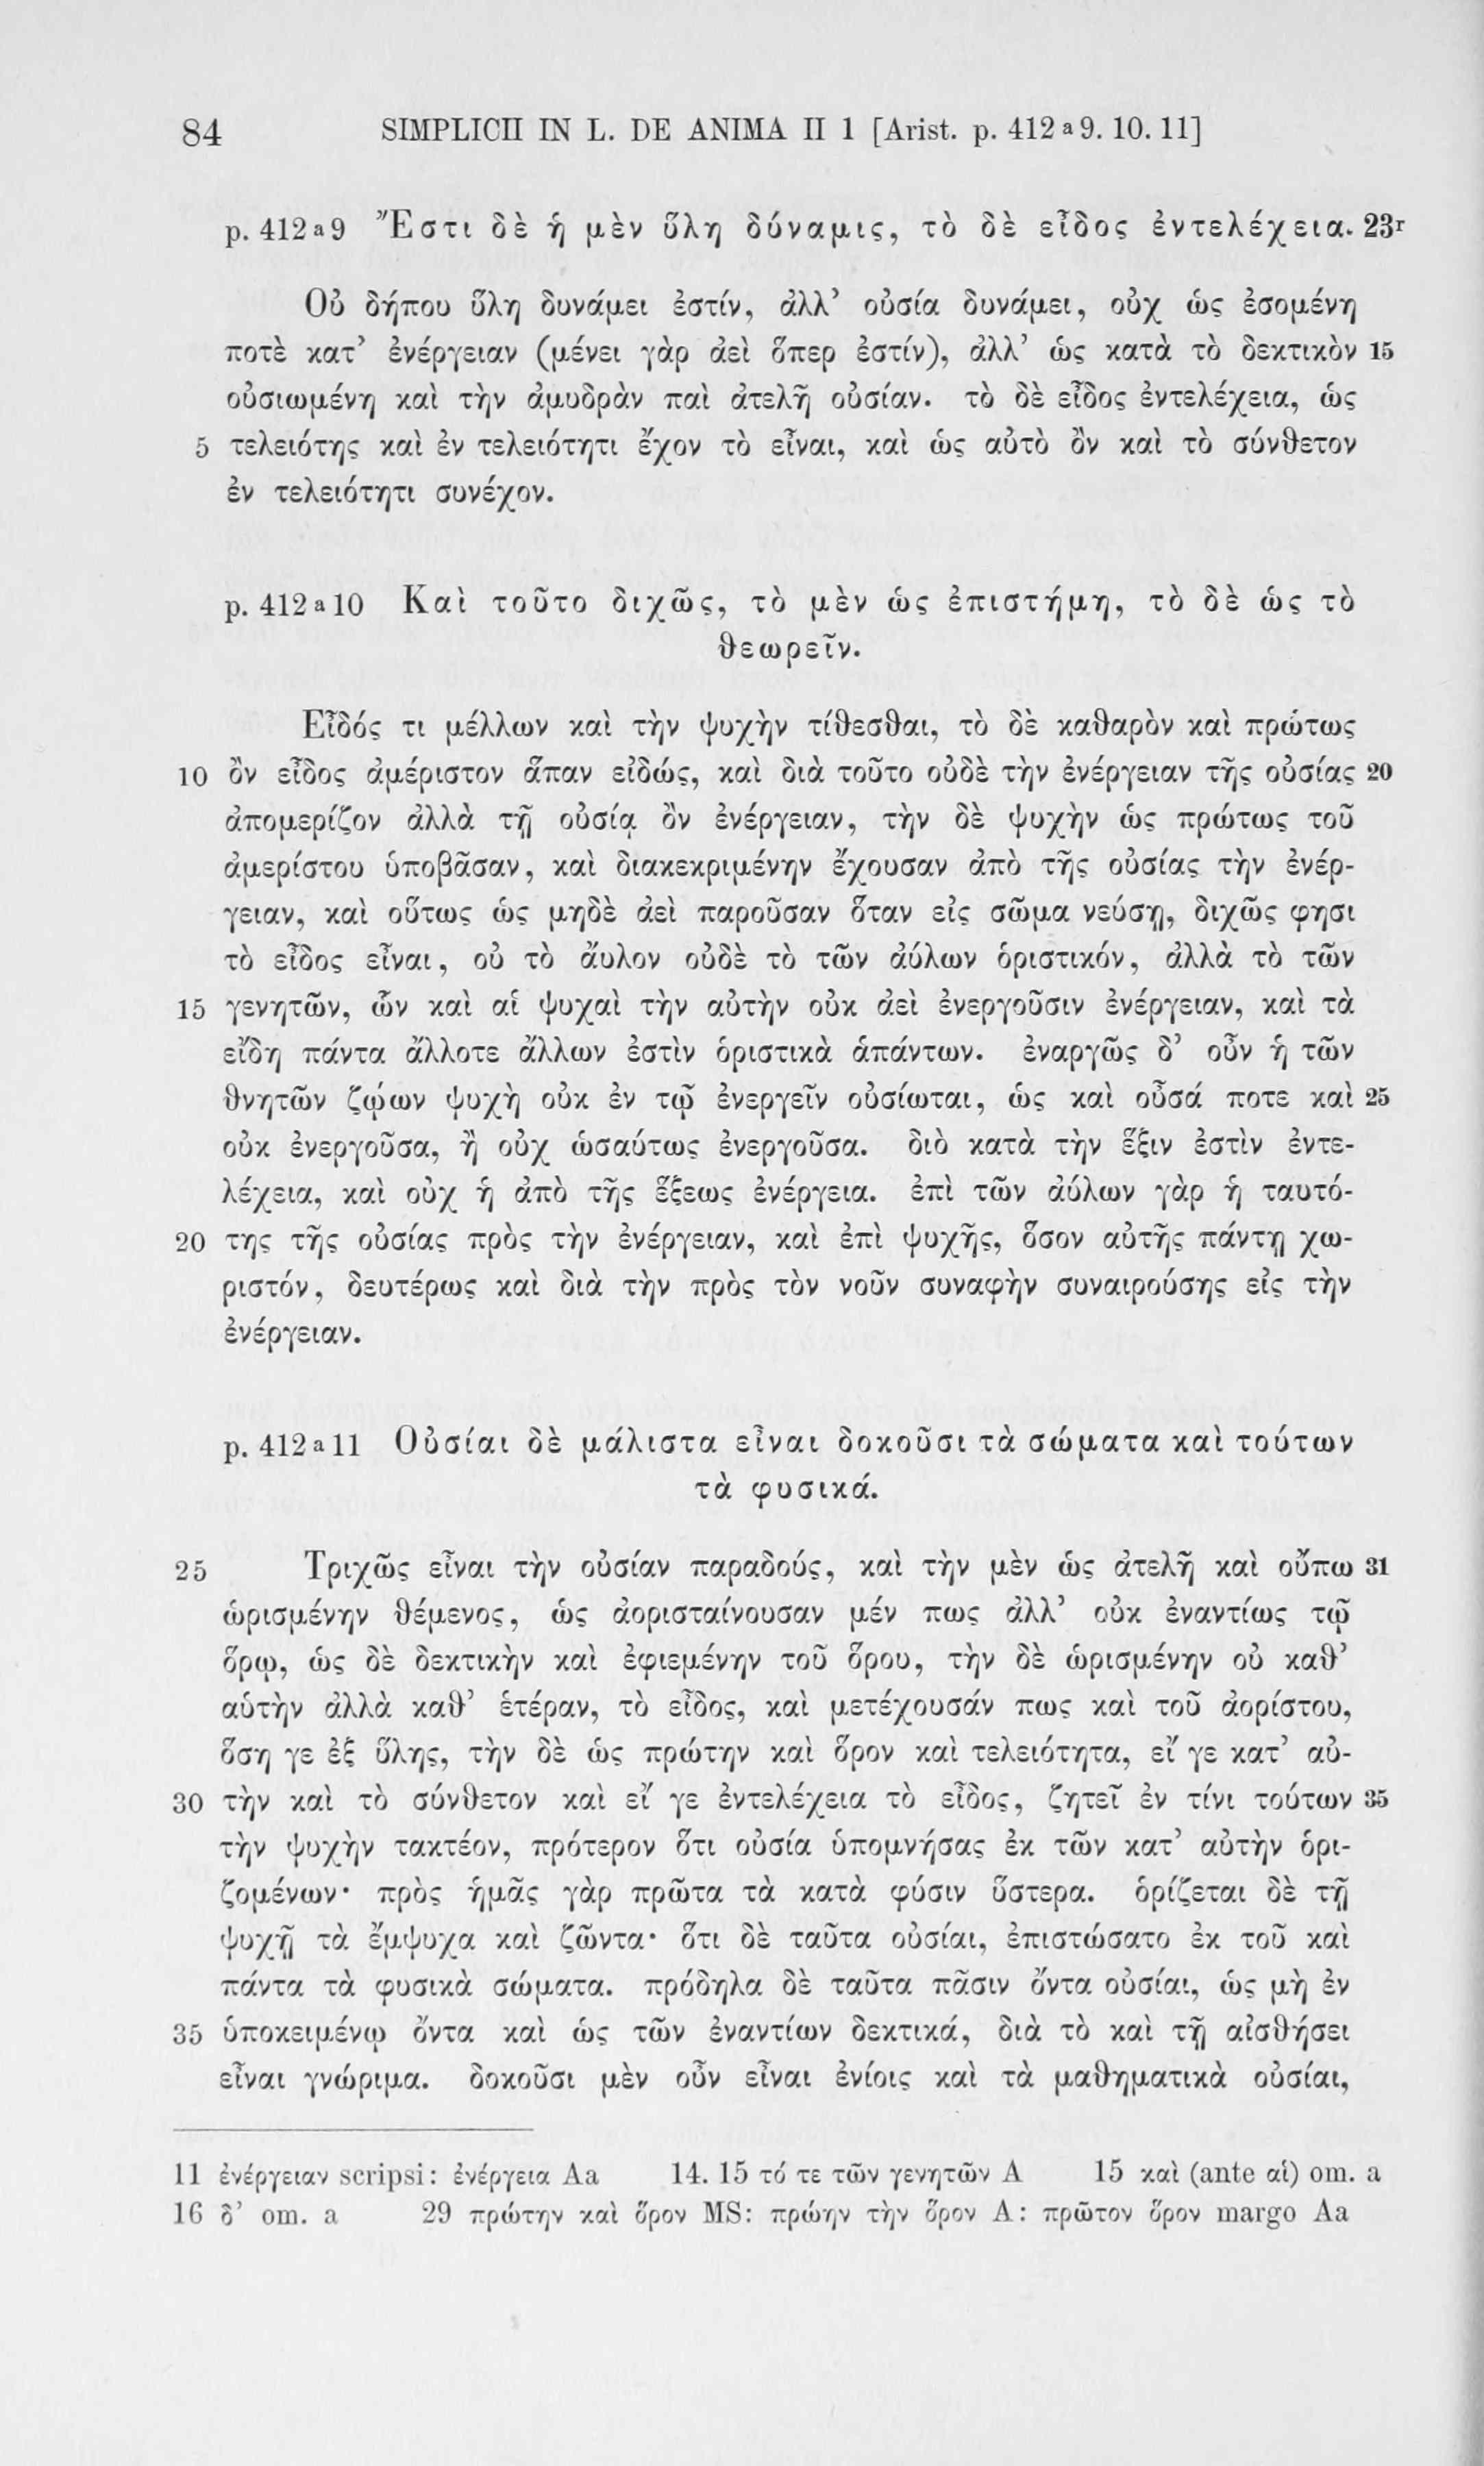 84 SIMPLICII IN L. DE ANIMA II 1 [Arist. p. 412 a 9. 10. 11]
p. 412 a 9 Ἔστι δὲ ἡ μὲν ὕλη δύναμις, τὸ δὲ εἶδος ἐντελέχεια. 23r
Οὐ δήπου ὕλη δυνάμει ἐστίν, ἀλλ’ οὐσία δυνάμει, οὐχ ὡς ἐσομένη
ποτὲ κατ’ ἐνέργειαν (μένει γὰρ ἀεὶ ὅπερ ἐστίν), ἀλλ’ ὡς κατὰ τὸ δεκτικὸν 15
οὐσιωμένη καὶ τὴν ἀμυδρὰν παὶ ἀτελῆ οὐσίαν. τὸ δὲ εἶδος ἐντελέχεια, ὡς
5 τελειότης καὶ ἐν τελειότητι ἔχον τὸ εἶναι, καὶ ὡς αὐτὸ ὂν καὶ τὸ σύνθετον
ἐν τελειότητι συνέχον.
p. 412 a 10 Καὶ τοῦτο διχῶς, τὸ μὲν ὡς ἐπιστήμη, τὸ δὲ ὡς τὸ
θεωρεῖν.
Εἶδός τι μέλλων καὶ τὴν ψυχὴν τίθεσθαι, τὸ δὲ καθαρὸν καὶ πρώτως
10 ὂν εἶδος ἀμέριστον ἅπαν εἰδώς, καὶ διὰ τοῦτο οὐδὲ τὴν ἐνέργειαν τῆς οὐσίας 20
ἀπομερίζον ἀλλὰ τῇ οὐσίᾳ ὂν ἐνέργειαν, τὴν δὲ ψυχὴν ὡς πρώτως τοῦ
ἀμερίστου ὑποβᾶσαν, καὶ διακεκριμένην ἔχουσαν ἀπὸ τῆς οὐσίας τὴν ἐνέρ-
γειαν, καὶ οὕτως ὡς μηδὲ ἀεὶ παροῦσαν ὅταν εἰς σῶμα νεύσῃ, διχῶς φησι
τὸ εἶδος εἶναι, οὐ τὸ ἄυλον οὐδὲ τὸ τῶν ἀύλων ὁριστικόν, ἀλλὰ τὸ τῶν
15 γενητῶν, ὧν καὶ αἱ ψυχαὶ τὴν αὐτὴν οὐκ ἀεὶ ἐνεργοῦσιν ἐνέργειαν, καὶ τὰ
εἴδη πάντα ἄλλοτε ἄλλων ἐστὶν ὁριστικὰ ἁπάντων. ἐναργῶς δ’ οὖν ἡ τῶν
θνητῶν ζῴων ψυχὴ οὐκ ἐν τῷ ἐνεργεῖν οὐσίωται, ὡς καὶ οὖσά ποτε καὶ 25
οὐκ ἐνεργοῦσα, ἢ οὐχ ὡσαύτως ἐνεργοῦσα. διὸ κατὰ τὴν ἕξιν ἐστὶν ἐντε-
λέχεια, καὶ οὐχ ἡ ἀπὸ τῆς ἕξεως ἐνέργεια. ἐπὶ τῶν ἀύλων γὰρ ἡ ταυτό-
20 της τῆς οὐσίας πρὸς τὴν ἐνέργειαν, καὶ ἐπὶ ψυχῆς, ὅσον αὐτῆς πάντῃ χω-
ριστόν, δευτέρως καὶ διὰ τὴν πρὸς τὸν νοῦν συναφὴν συναιρούσης εἰς τὴν
ἐνέργειαν.
p. 412 a 11 Οὐσίαι δὲ μάλιστα εἶναι δοκοῦσι τὰ σώματα καὶ τούτων
τὰ φυσικά.
25 Τριχῶς εἶναι τὴν οὐσίαν παραδούς, καὶ τὴν μὲν ὡς ἀτελῆ καὶ οὔπω 31
ὡρισμένην θέμενος, ὡς ἀορισταίνουσαν μέν πως ἀλλ’ οὐκ ἐναντίως τῷ
ὅρῳ, ὡς δὲ δεκτικὴν καὶ ἐφιεμένην τοῦ ὅρου, τὴν δὲ ὡρισμένην οὐ καθ’
αὑτὴν ἀλλὰ καθ’ ἑτέραν, τὸ εἶδος, καὶ μετέχουσάν πως καὶ τοῦ ἀορίστου,
ὅση γε ἐξ ὕλης, τὴν δὲ ὡς πρώτην καὶ ὅρον καὶ τελειότητα, εἴ γε κατ’ αὐ-
30 τὴν καὶ τὸ σύνθετον καὶ εἴ γε ἐντελέχεια τὸ εἶδος, ζητεῖ ἐν τίνι τούτων 35
τὴν ψυχὴν τακτέον, πρότερον ὅτι οὐσία ὑπομνήσας ἐκ τῶν κατ’ αὐτὴν ὁρι-
ζομένων· πρὸς ἡμᾶς γὰρ πρῶτα τὰ κατὰ φύσιν ὕστερα. ὁρίζεται δὲ τῇ
ψυχῇ τὰ ἔμψυχα καὶ ζῶντα· ὅτι δὲ ταῦτα οὐσίαι, ἐπιστώσατο ἐκ τοῦ καὶ
πάντα τὰ φυσικὰ σώματα. πρόδηλα δὲ ταῦτα πᾶσιν ὄντα οὐσίαι, ὡς μὴ ἐν
35 ὑποκειμένῳ ὄντα καὶ ὡς τῶν ἐναντίων δεκτικά, διὰ τὸ καὶ τῇ αἰσθήσει
εἶναι γνώριμα. δοκοῦσι μὲν οὖν εἶναι ἐνίοις καὶ τὰ μαθηματικὰ οὐσίαι,
11 ἐνέργειαν scripsi: ἐνέργεια Aa 14. 15 τό τε τῶν γενητῶν A 15 καὶ (ante αἱ) om. a
16 δ’ om. a 29 πρώτην καὶ ὅρον MS: πρώην τὴν ὅρον A: πρῶτον ὅρον margo Aa